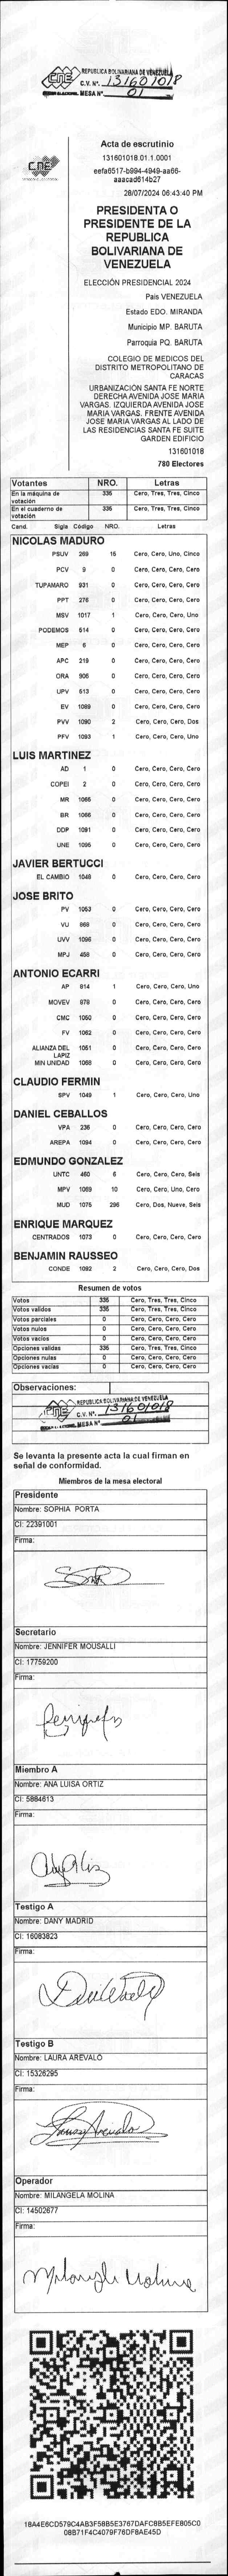 REPUBLICA BOLIVARIANA DE VENEZUELA
CNE C.V. Nº. 131601018
MESA Nº 01
CNE
Acta de escrutinio
131601018.01.1.0001
eefa6517-b994-4949-aa66-
aaacad614b27
28/07/2024 06:43:40 PM
PRESIDENTA O
PRESIDENTE DE LA
REPUBLICA
BOLIVARIANA DE
VENEZUELA
ELECCIÓN PRESIDENCIAL 2024
País VENEZUELA
Estado EDO. MIRANDA
Municipio MP. BARUTA
Parroquia PQ. BARUTA
COLEGIO DE MEDICOS DEL
DISTRITO METROPOLITANO DE
CARACAS
URBANIZACIÓN SANTA FE NORTE
DERECHA AVENIDA JOSE MARIA
VARGAS. IZQUIERDA AVENIDA JOSE
MARIA VARGAS. FRENTE AVENIDA
JOSE MARIA VARGAS AL LADO DE
LAS RESIDENCIAS SANTA FE SUITE
GARDEN EDIFICIO
131601018
780 Electores
Votantes NRO. Letras
En la máquina de votación 335 Cero, Tres, Tres, Cinco
En el cuaderno de votación 335 Cero, Tres, Tres, Cinco
Cand. Sigla Código NRO. Letras
NICOLAS MADURO
PSUV 269 15 Cero, Cero, Uno, Cinco
PCV 9 0 Cero, Cero, Cero, Cero
TUPAMARO 931 0 Cero, Cero, Cero, Cero
PPT 276 0 Cero, Cero, Cero, Cero
MSV 1017 1 Cero, Cero, Cero, Uno
PODEMOS 514 0 Cero, Cero, Cero, Cero
MEP 6 0 Cero, Cero, Cero, Cero
APC 219 0 Cero, Cero, Cero, Cero
ORA 906 0 Cero, Cero, Cero, Cero
UPV 513 0 Cero, Cero, Cero, Cero
EV 1089 0 Cero, Cero, Cero, Cero
PVV 1090 2 Cero, Cero, Cero, Dos
PFV 1093 1 Cero, Cero, Cero, Uno
LUIS MARTINEZ
AD 1 0 Cero, Cero, Cero, Cero
COPEI 2 0 Cero, Cero, Cero, Cero
MR 1065 0 Cero, Cero, Cero, Cero
BR 1066 0 Cero, Cero, Cero, Cero
DDP 1091 0 Cero, Cero, Cero, Cero
UNE 1095 0 Cero, Cero, Cero, Cero
JAVIER BERTUCCI
EL CAMBIO 1048 0 Cero, Cero, Cero, Cero
JOSE BRITO
PV 1053 0 Cero, Cero, Cero, Cero
VU 868 0 Cero, Cero, Cero, Cero
UVV 1096 0 Cero, Cero, Cero, Cero
MPJ 458 0 Cero, Cero, Cero, Cero
ANTONIO ECARRI
AP 814 1 Cero, Cero, Cero, Uno
MOVEV 878 0 Cero, Cero, Cero, Cero
CMC 1050 0 Cero, Cero, Cero, Cero
FV 1062 0 Cero, Cero, Cero, Cero
ALIANZA DEL LAPIZ 1051 0 Cero, Cero, Cero, Cero
MIN UNIDAD 1068 0 Cero, Cero, Cero, Cero
CLAUDIO FERMIN
SPV 1049 1 Cero, Cero, Cero, Uno
DANIEL CEBALLOS
VPA 236 0 Cero, Cero, Cero, Cero
AREPA 1094 0 Cero, Cero, Cero, Cero
EDMUNDO GONZALEZ
UNTC 460 6 Cero, Cero, Cero, Seis
MPV 1069 10 Cero, Cero, Uno, Cero
MUD 1075 296 Cero, Dos, Nueve, Seis
ENRIQUE MARQUEZ
CENTRADOS 1073 0 Cero, Cero, Cero, Cero
BENJAMIN RAUSSEO
CONDE 1092 2 Cero, Cero, Cero, Dos
Resumen de votos
Votos 335 Cero, Tres, Tres, Cinco
Votos validos 335 Cero, Tres, Tres, Cinco
Votos parciales 0 Cero, Cero, Cero, Cero
Votos nulos 0 Cero, Cero, Cero, Cero
Votos vacíos 0 Cero, Cero, Cero, Cero
Opciones validas 335 Cero, Tres, Tres, Cinco
Opciones nulas 0 Cero, Cero, Cero, Cero
Opciones vacias 0 Cero, Cero, Cero, Cero
Observaciones:
REPUBLICA BOLIVARIANA DE VENEZUELA
CNE C.V. Nº. 131601018
MESA Nº 01
Se levanta la presente acta la cual firman en
señal de conformidad.
Miembros de la mesa electoral
Presidente
Nombre: SOPHIA PORTA
CI: 22391001
Firma:
Secretario
Nombre: JENNIFER MOUSALLI
CI: 17759200
Firma:
Miembro A
Nombre: ANA LUISA ORTIZ
CI: 5884613
Firma:
Testigo A
Nombre: DANY MADRID
CI: 16083823
Firma:
Testigo B
Nombre: LAURA AREVALO
CI: 15326295
Firma:
Operador
Nombre: MILANGELA MOLINA
CI: 14502677
Firma:
Milangela Molina
18A4E6CD579C4AB3F58B5E3767DAFC8B5EFE805C0
08B71F4C4079F76DF8AE45D